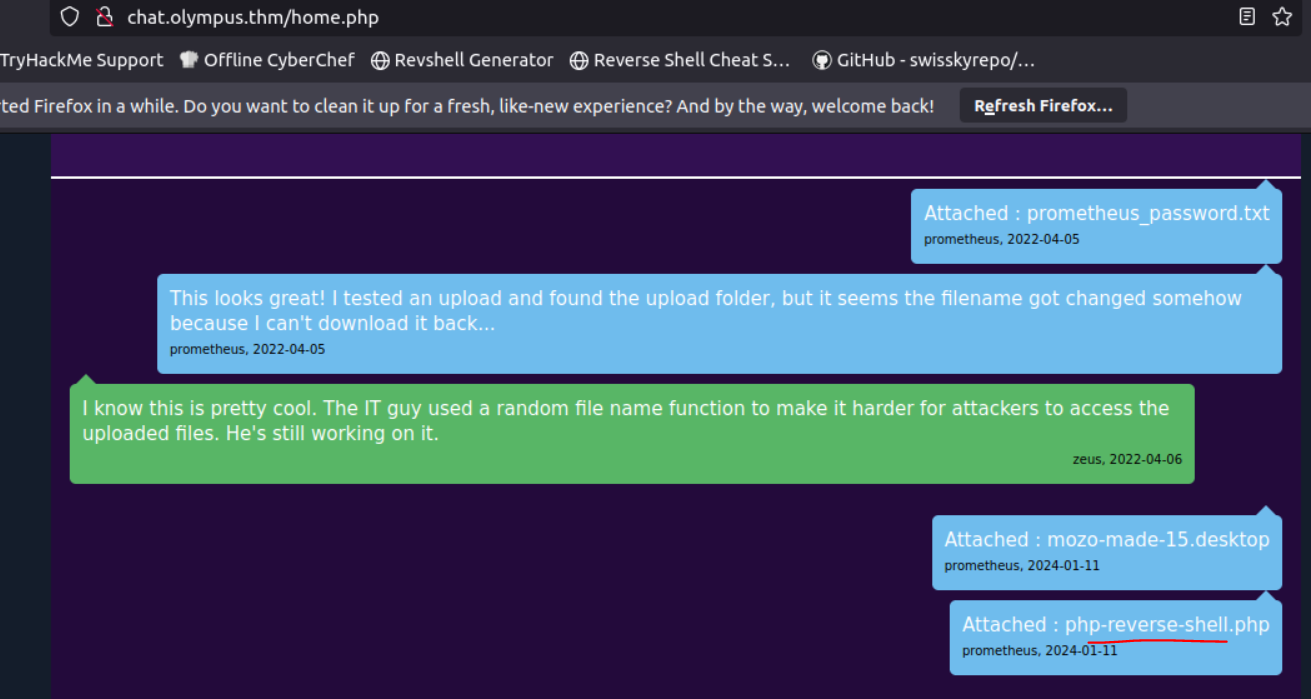 chat.olympus.thm/home.php
TryHackMe Support Offline CyberChef Revshell Generator Reverse Shell Cheat S... GitHub - swisskyrepo/...
ted Firefox in a while. Do you want to clean it up for a fresh, like-new experience? And by the way, welcome back! Refresh Firefox...
Attached : prometheus_password.txt
prometheus, 2022-04-05
This looks great! I tested an upload and found the upload folder, but it seems the filename got changed somehow
because I can't download it back...
prometheus, 2022-04-05
I know this is pretty cool. The IT guy used a random file name function to make it harder for attackers to access the
uploaded files. He's still working on it.
zeus, 2022-04-06
Attached : mozo-made-15.desktop
prometheus, 2024-01-11
Attached : php-reverse-shell.php
prometheus, 2024-01-11